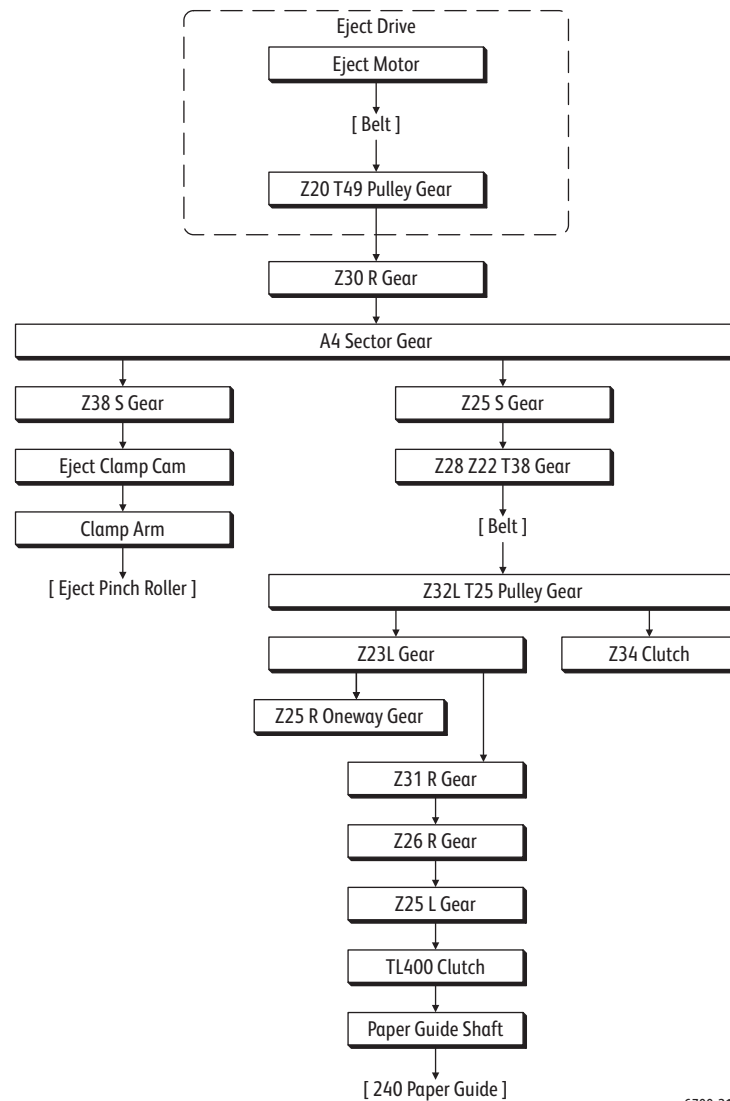 Eject Drive
Eject Motor
[ Belt ]
Z20 T49 Pulley Gear
Z30 R Gear
A4 Sector Gear
Z38 S Gear
Z25 S Gear
Eject Clamp Cam
Z28 Z22 T38 Gear
Clamp Arm
[ Belt ]
[ Eject Pinch Roller ]
Z32L T25 Pulley Gear
Z23L Gear
Z34 Clutch
Z25 R Oneway Gear
Z31 R Gear
Z26 R Gear
Z25 L Gear
TL400 Clutch
Paper Guide Shaft
[ 240 Paper Guide ]